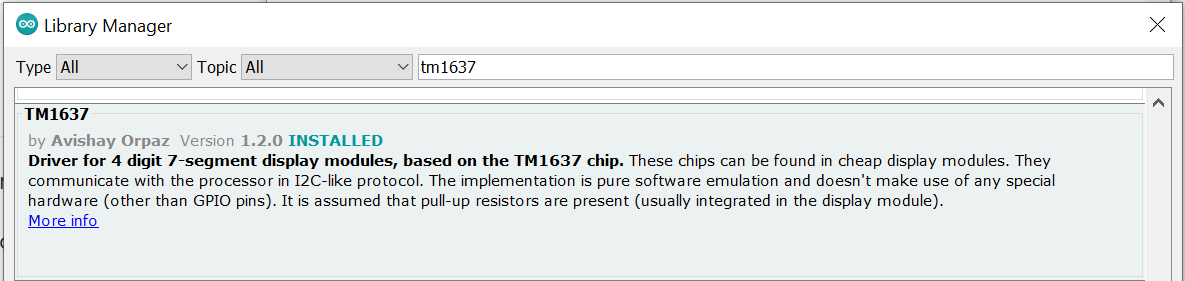 Library Manager
Type All Topic All tm1637
TM1637
by Avishay Orpaz Version 1.2.0 INSTALLED
Driver for 4 digit 7-segment display modules, based on the TM1637 chip. These chips can be found in cheap display modules. They
communicate with the processor in I2C-like protocol. The implementation is pure software emulation and doesn't make use of any special
hardware (other than GPIO pins). It is assumed that pull-up resistors are present (usually integrated in the display module).
More info